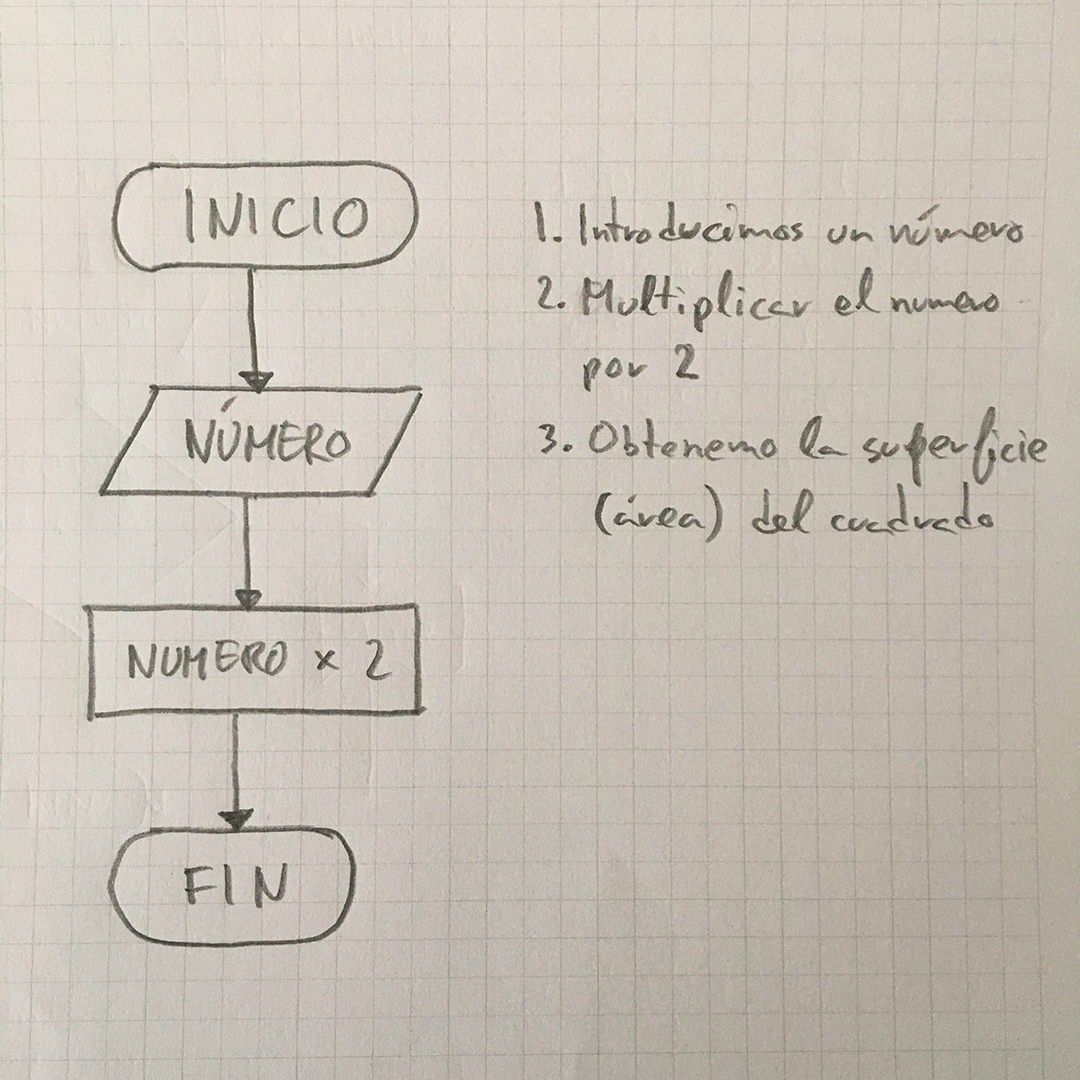 INICIO
NÚMERO
NUMERO x 2
FIN
1. Introducimos un número
2. Multiplicar el numero
por 2
3. Obtenemo la superficie
(área) del cuadrado